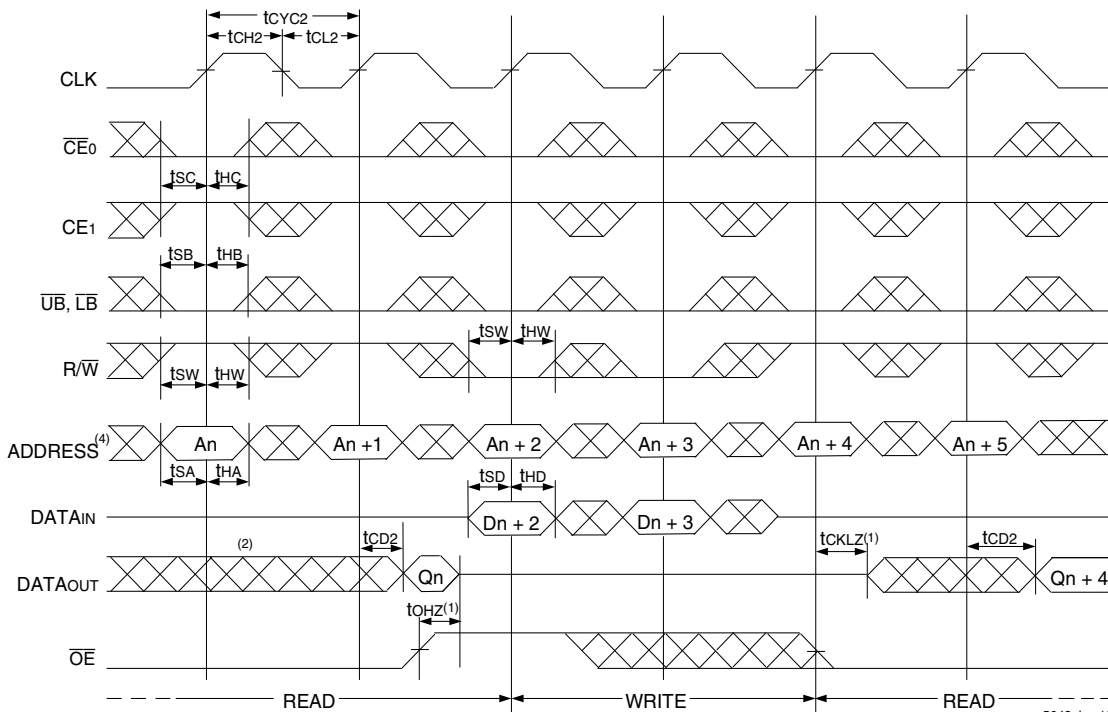 tCYC2
tCH2 tCL2
CLK
CE0
tSC tHC
CE1
tSB tHB
UB, LB
tSW tHW
R/W
tSW tHW
ADDRESS(4) An An +1 An + 2 An + 3 An + 4 An + 5
tSA tHA tSD tHD
DATAIN Dn + 2 Dn + 3
(2) tCD2 tCKLZ(1) tCD2
DATAOUT Qn Qn + 4
tOHZ(1)
OE
READ WRITE READ